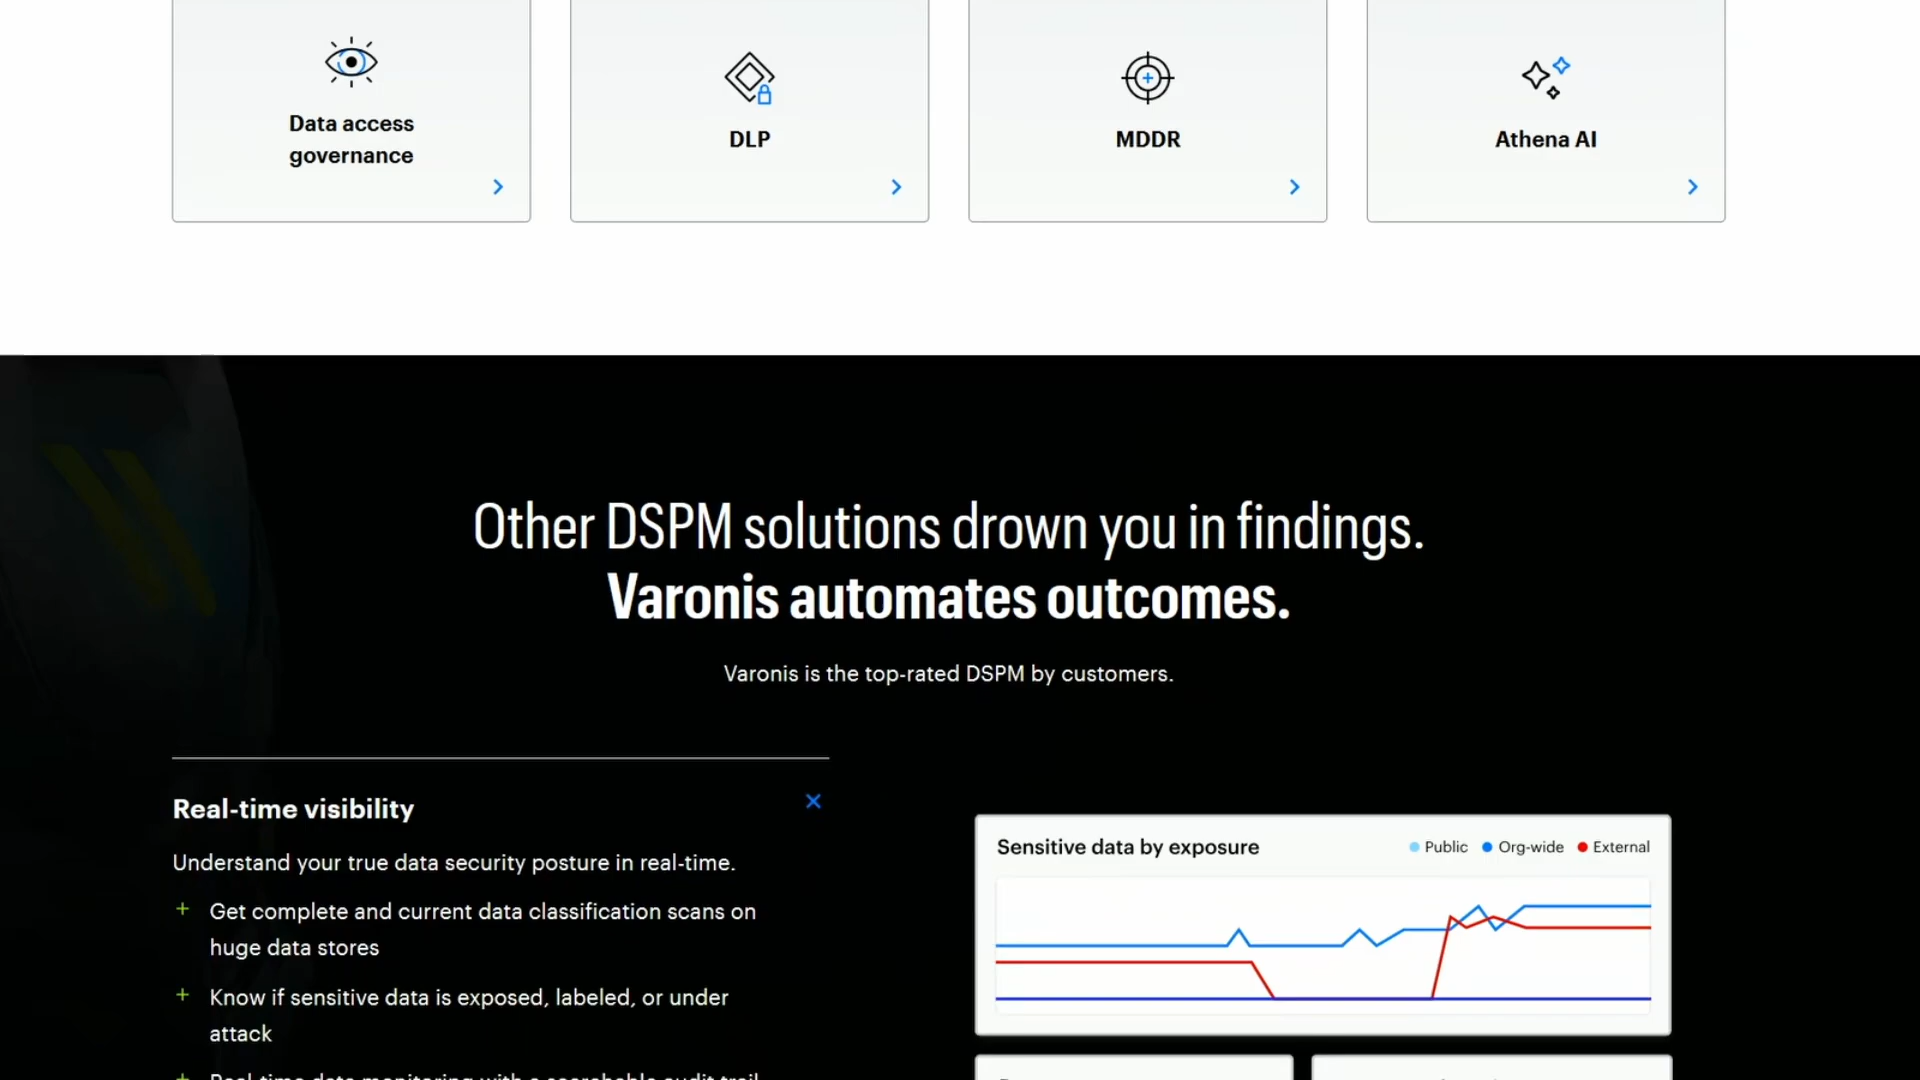 Data access
governance
DLP
MDDR
Athena AI
Other DSPM solutions drown you in findings.
Varonis automates outcomes.
Varonis is the top-rated DSPM by customers.
Real-time visibility
Understand your true data security posture in real-time.
+ Get complete and current data classification scans on
huge data stores
+ Know if sensitive data is exposed, labeled, or under
attack
+ Real-time data monitoring with a searchable audit trail
Sensitive data by exposure
Public Org-wide External